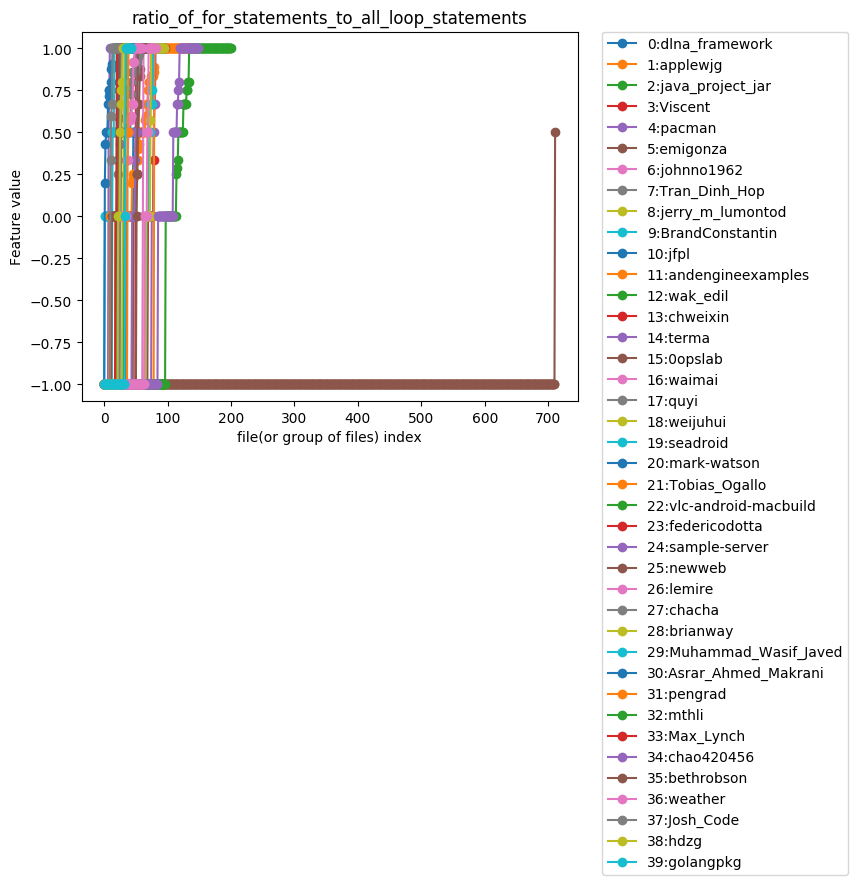 ratio_of_for_statements_to_all_loop_statements
1.00
0.75
0.50
0.25
0.00
−0.25
−0.50
−0.75
−1.00
Feature value
0 100 200 300 400 500 600 700
file(or group of files) index
0:dlna_framework
1:applewjg
2:java_project_jar
3:Viscent
4:pacman
5:emigonza
6:johnno1962
7:Tran_Dinh_Hop
8:jerry_m_lumontod
9:BrandConstantin
10:jfpl
11:andengineexamples
12:wak_edil
13:chweixin
14:terma
15:0opslab
16:waimai
17:quyi
18:weijuhui
19:seadroid
20:mark-watson
21:Tobias_Ogallo
22:vlc-android-macbuild
23:federicodotta
24:sample-server
25:newweb
26:lemire
27:chacha
28:brianway
29:Muhammad_Wasif_Javed
30:Asrar_Ahmed_Makrani
31:pengrad
32:mthli
33:Max_Lynch
34:chao420456
35:bethrobson
36:weather
37:Josh_Code
38:hdzg
39:golangpkg